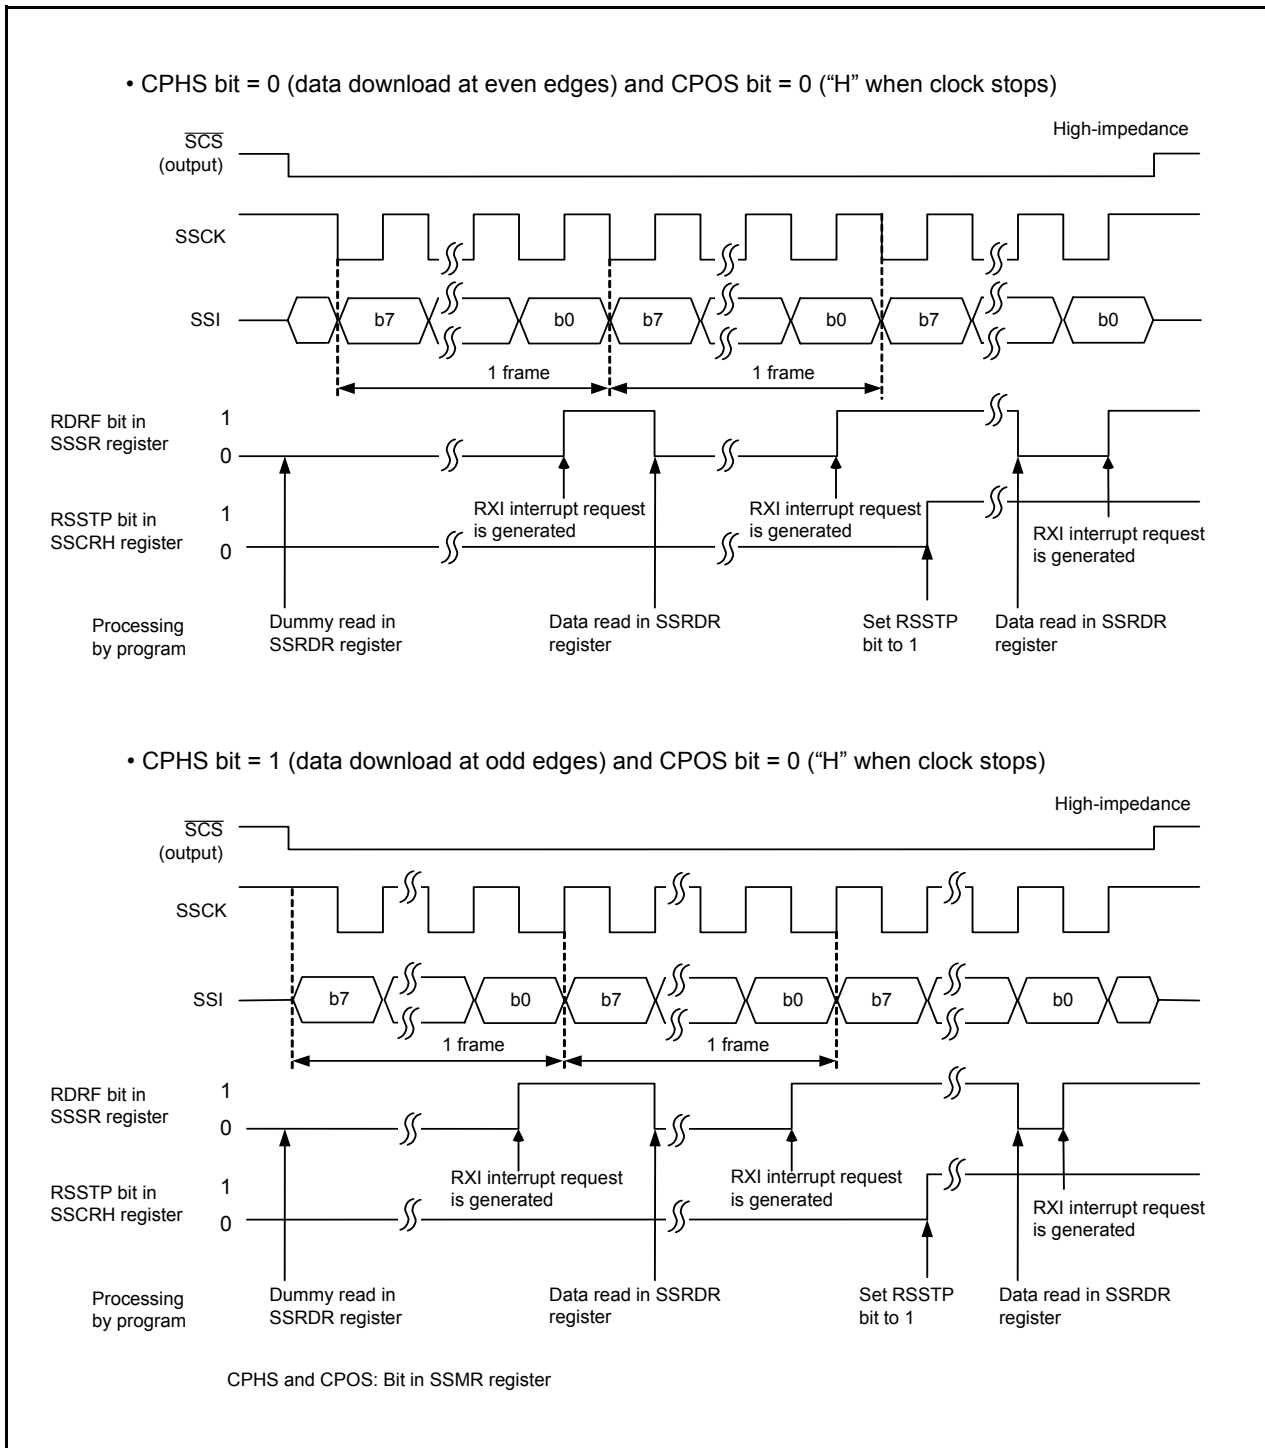 • CPHS bit = 0 (data download at even edges) and CPOS bit = 0 (“H” when clock stops)
High-impedance
SCS
(output)
SSCK
SSI
b7
b0
b7
b0
b7
b0
1 frame
1 frame
RDRF bit in
SSSR register
1
0
RXI interrupt request
is generated
RXI interrupt request
is generated
RXI interrupt request
is generated
RSSTP bit in
SSCRH register
1
0
Processing
by program
Dummy read in
SSRDR register
Data read in SSRDR
register
Set RSSTP
bit to 1
Data read in SSRDR
register
• CPHS bit = 1 (data download at odd edges) and CPOS bit = 0 (“H” when clock stops)
High-impedance
SCS
(output)
SSCK
SSI
b7
b0
b7
b0
b7
b0
1 frame
1 frame
RDRF bit in
SSSR register
1
0
RXI interrupt request
is generated
RXI interrupt request
is generated
RXI interrupt request
is generated
RSSTP bit in
SSCRH register
1
0
Processing
by program
Dummy read in
SSRDR register
Data read in SSRDR
register
Set RSSTP
bit to 1
Data read in SSRDR
register
CPHS and CPOS: Bit in SSMR register